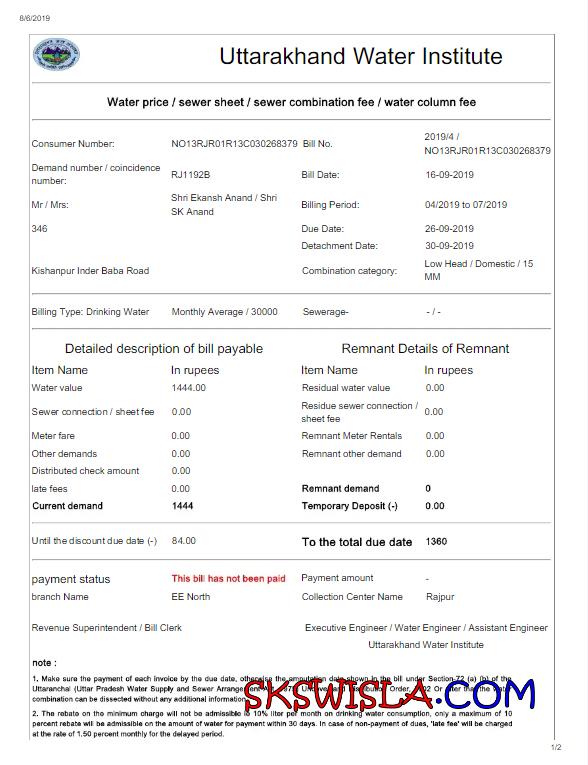 8/6/2019
Uttarakhand Water Institute
Water price / sewer sheet / sewer combination fee / water column fee
Consumer Number: NO13RJR01R13C030268379 Bill No. 2019/4 / NO13RJR01R13C030268379
Demand number / coincidence number: RJ1192B Bill Date: 16-09-2019
Mr / Mrs: Shri Ekansh Anand / Shri SK Anand Billing Period: 04/2019 to 07/2019
346 Due Date: 26-09-2019
Detachment Date: 30-09-2019
Kishanpur Inder Baba Road Combination category: Low Head / Domestic / 15 MM
Billing Type: Drinking Water Monthly Average / 30000 Sewerage- - / -
Detailed description of bill payable Remnant Details of Remnant
Item Name In rupees Item Name In rupees
Water value 1444.00 Residual water value 0.00
Sewer connection / sheet fee 0.00 Residue sewer connection / sheet fee 0.00
Meter fare 0.00 Remnant Meter Rentals 0.00
Other demands 0.00 Remnant other demand 0.00
Distributed check amount 0.00
late fees 0.00 Remnant demand 0
Current demand 1444 Temporary Deposit (-) 0.00
Until the discount due date (-) 84.00 To the total due date 1360
payment status This bill has not been paid Payment amount -
branch Name EE North Collection Center Name Rajpur
Revenue Superintendent / Bill Clerk Executive Engineer / Water Engineer / Assistant Engineer
Uttarakhand Water Institute
note :
1. Make sure the payment of each invoice by the due date, otherwise the amputation date shown in the bill under Section 72 (a) (b) of the
Uttaranchal (Uttar Pradesh Water Supply and Sewer Order, Or the
combination can be dissected without any additional information.
SKSWISLA.COM
2. The rebate on the minimum charge will not be admissible to 10% liter per month on drinking water consumption, only a maximum of 10
percent rebate will be admissible on the amount of water for payment within 30 days. In case of non-payment of dues, 'late fee' will be charged
at the rate of 1.50 percent monthly for the delayed period.
1/2